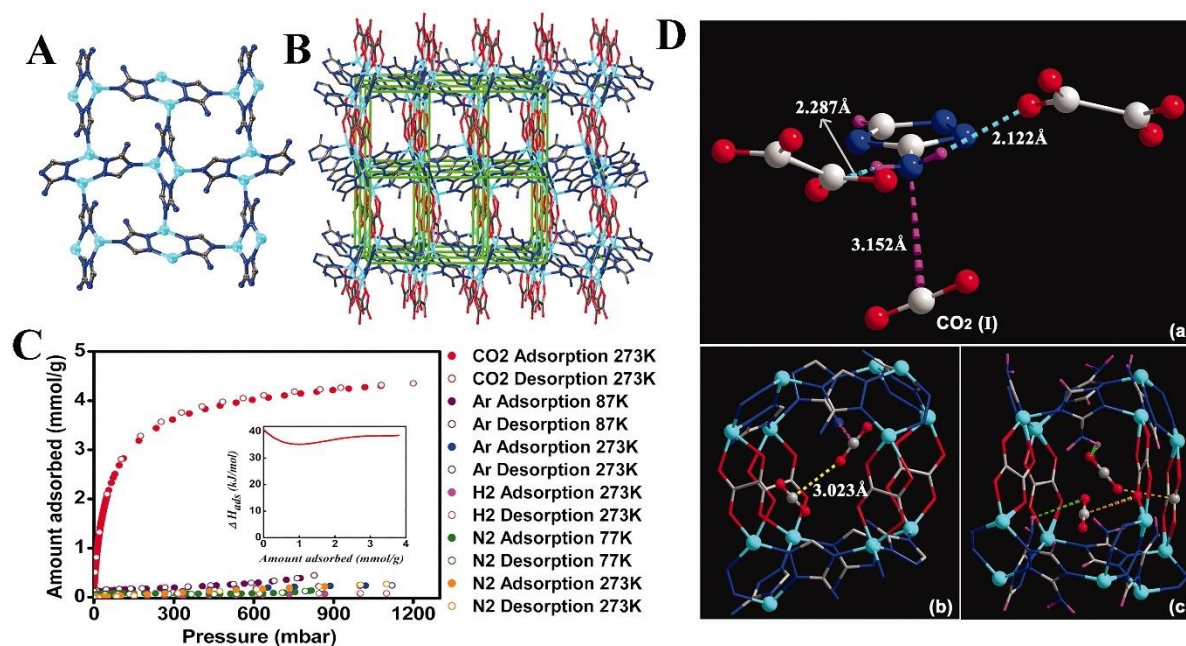 A
B
D
2.287Å
2.122Å
3.152Å
CO2 (I)
(a)
C
Amount adsorbed (mmol/g)
5
4
3
2
1
0
0
300
600
900
1200
Pressure (mbar)
Δ Hads (kJ/mol)
40
30
20
10
0
0
1
2
3
4
Amount adsorbed (mmol/g)
CO2 Adsorption 273K
CO2 Desorption 273K
Ar Adsorption 87K
Ar Desorption 87K
Ar Adsorption 273K
Ar Desorption 273K
H2 Adsorption 273K
H2 Desorption 273K
N2 Adsorption 77K
N2 Desorption 77K
N2 Adsorption 273K
N2 Desorption 273K
3.023Å
(b)
(c